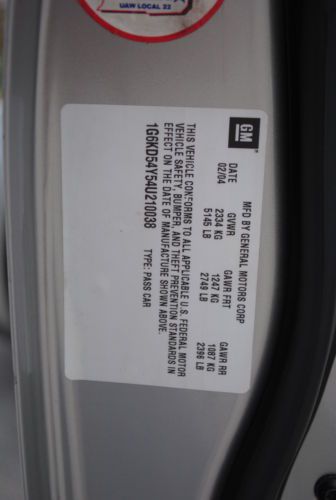 UAW LOCAL 22
GM
MFD BY GENERAL MOTORS CORP
DATE GVWR GAWR FRT GAWR RR
02/04 2334 KG 1247 KG 1087 KG
5145 LB 2749 LB 2396 LB
THIS VEHICLE CONFORMS TO ALL APPLICABLE U.S. FEDERAL MOTOR
VEHICLE SAFETY, BUMPER, AND THEFT PREVENTION STANDARDS IN
EFFECT ON THE DATE OF MANUFACTURE SHOWN ABOVE.
1G6KD54Y54U210038 TYPE: PASS CAR